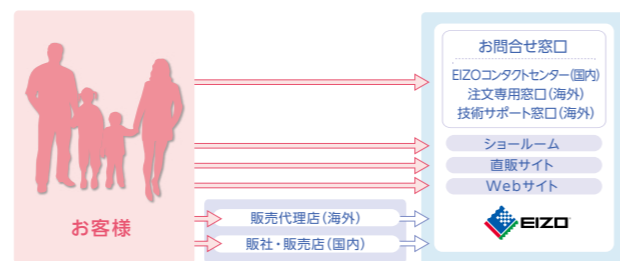 お問合せ窓口
EIZOコンタクトセンター(国内)
注文専用窓口(海外)
技術サポート窓口(海外)
ショールーム
直販サイト
Webサイト
お客様
販売代理店(海外)
販社・販売店(国内)
EIZO